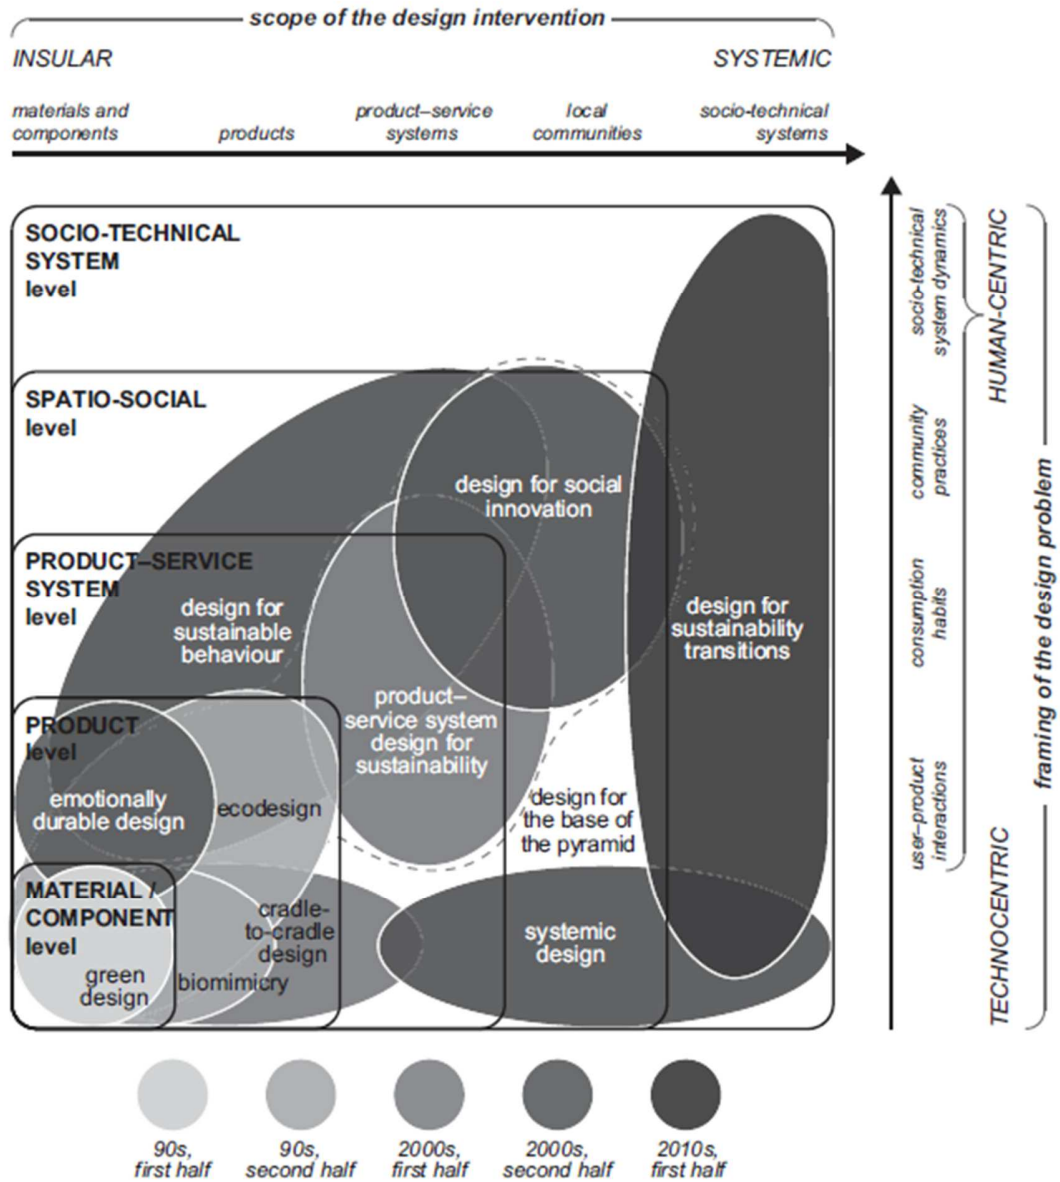 scope of the design intervention
INSULAR
SYSTEMIC
materials and
components
products
product–service
systems
local
communities
socio-technical
systems
SOCIO-TECHNICAL
SYSTEM
level
SPATIO-SOCIAL
level
design for social
innovation
PRODUCT–SERVICE
SYSTEM
level
design for
sustainable
behaviour
design for
sustainability
transitions
PRODUCT
level
product–
service system
design for
sustainability
emotionally
durable design
ecodesign
design for
the base of
the pyramid
MATERIAL /
COMPONENT
level
cradle-
to-cradle
design
systemic
design
green
design
biomimicry
socio-technical
system dynamics
community
practices
consumption
habits
user–product
interactions
HUMAN-CENTRIC
TECHNOCENTRIC
framing of the design problem
90s,
first half
90s,
second half
2000s,
first half
2000s,
second half
2010s,
first half